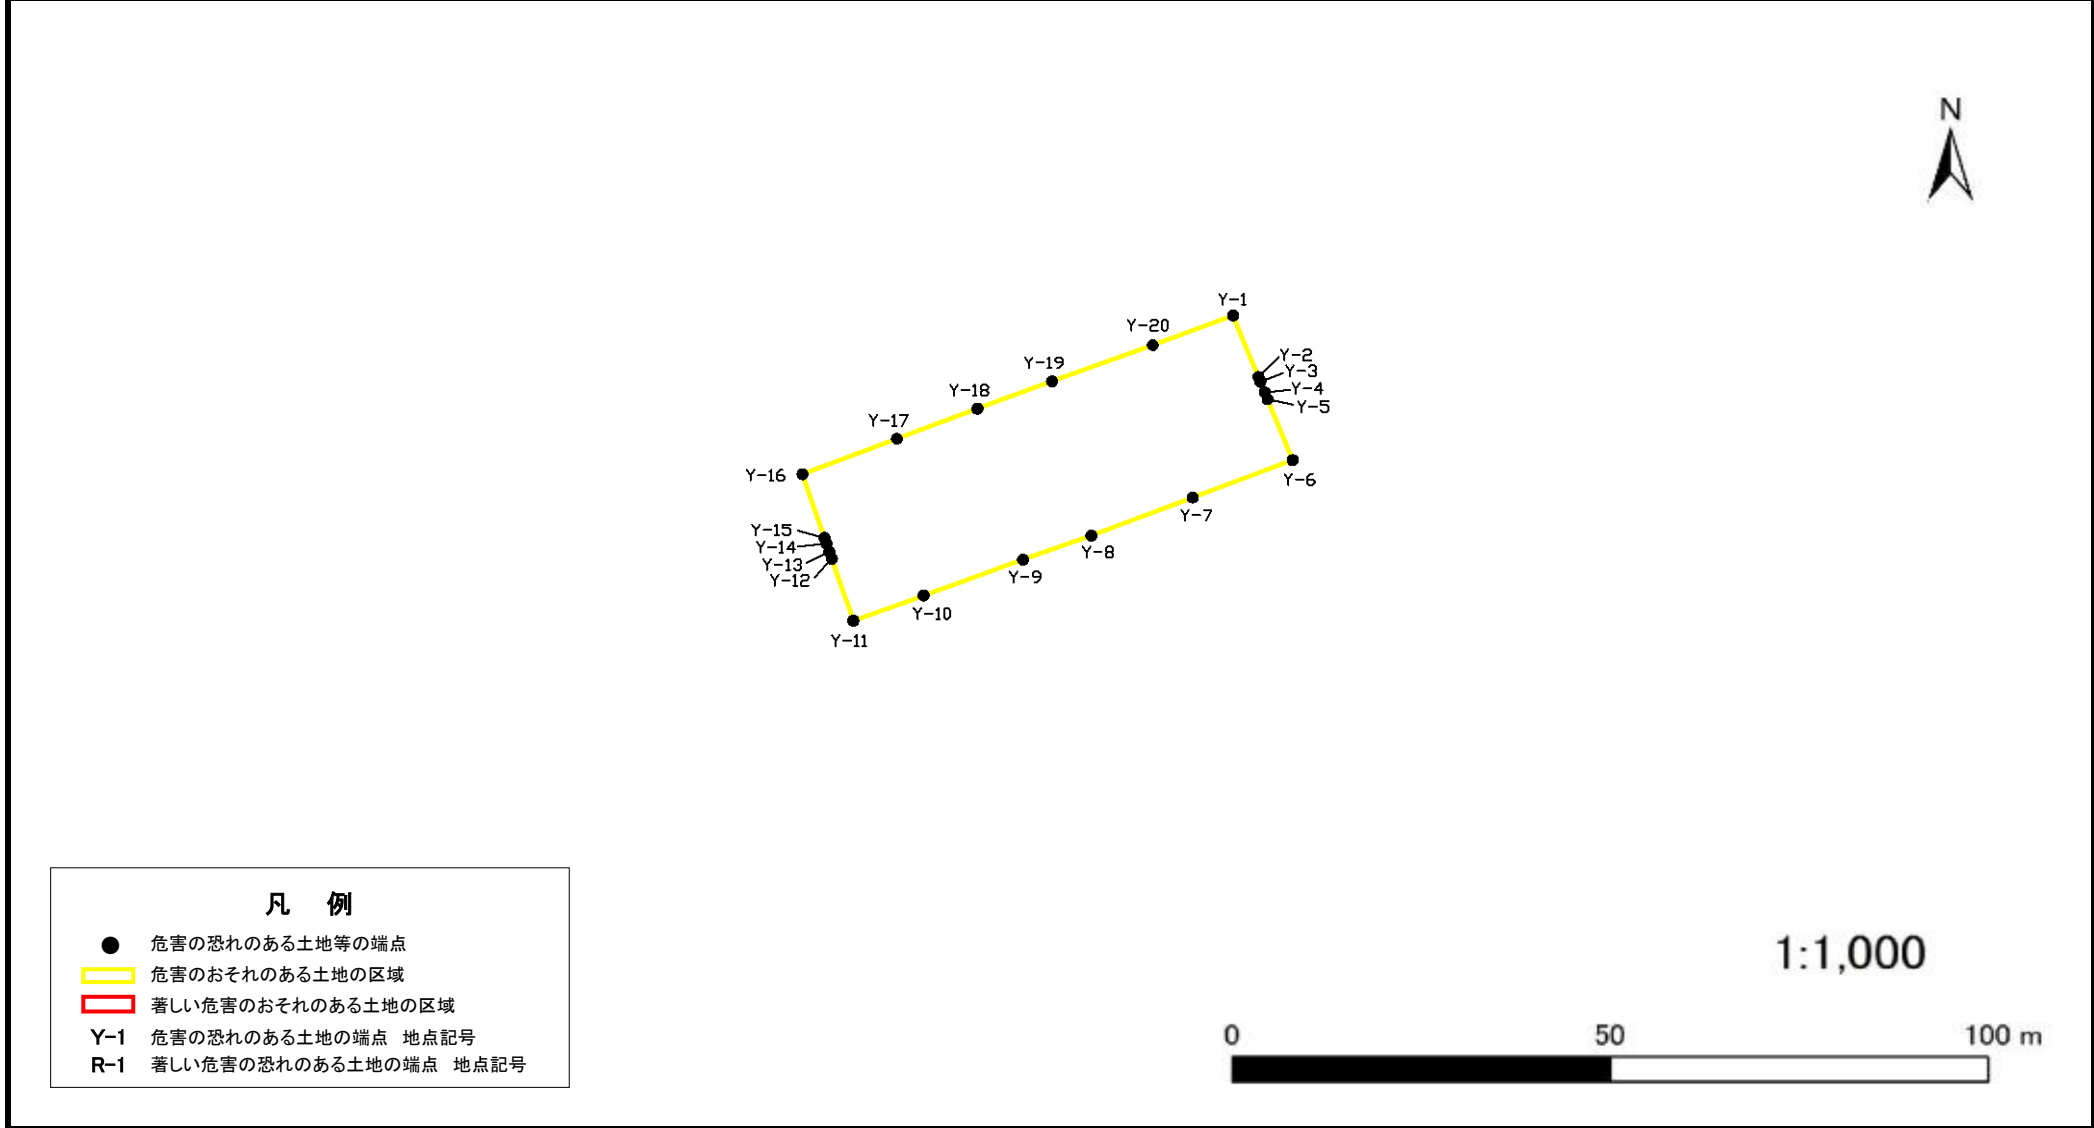 N
Y-1
Y-20
Y-2
Y-19
Y-3
Y-18
Y-4
Y-5
Y-17
Y-16
Y-6
Y-7
Y-15
Y-14
Y-8
Y-13
Y-9
Y-12
Y-10
Y-11
凡 例
危害の恐れのある土地等の端点
危害のおそれのある土地の区域
著しい危害のおそれのある土地の区域
Y-1 危害の恐れのある土地の端点 地点記号
R-1 著しい危害の恐れのある土地の端点 地点記号
1:1,000
0 50 100 m